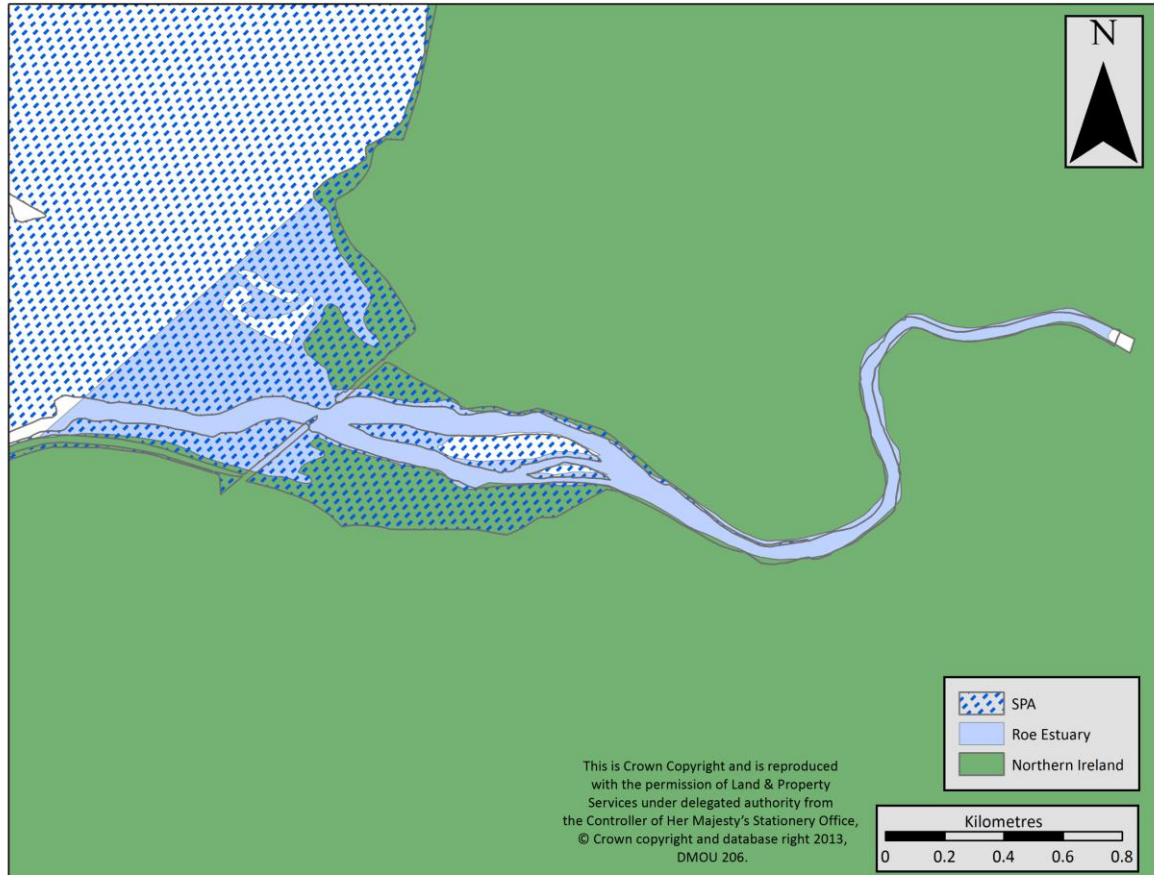 N
SPA
Roe Estuary
Northern Ireland
This is Crown Copyright and is reproduced
with the permission of Land & Property
Services under delegated authority from
the Controller of Her Majesty's Stationery Office,
© Crown copyright and database right 2013,
DMOU 206.
Kilometres
0 0.2 0.4 0.6 0.8